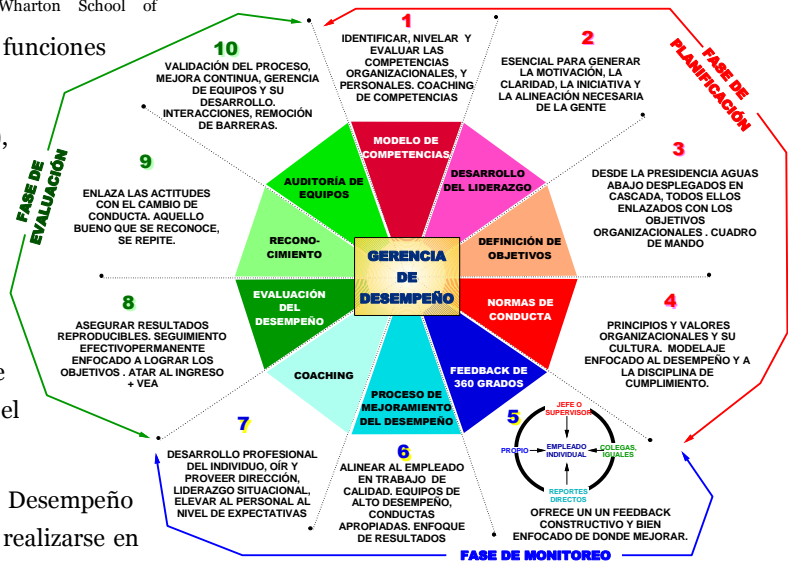 Wharton School of
funciones
),
e
el
Desempeño
realizarse en
FASE DE
PLANIFICACIÓN
1
IDENTIFICAR, NIVELAR Y
EVALUAR LAS
COMPETENCIAS
ORGANIZACIONALES, Y
PERSONALES. COACHING
DE COMPETENCIAS
2
ESENCIAL PARA GENERAR
LA MOTIVACIÓN, LA
CLARIDAD, LA INICIATIVA Y
LA ALINEACIÓN NECESARIA
DE LA GENTE
3
DESDE LA PRESIDENCIA AGUAS
ABAJO DESPLEGADOS EN
CASCADA, TODOS ELLOS
ENLAZADOS CON LOS
OBJETIVOS
ORGANIZACIONALES . CUADRO
DE MANDO
4
PRINCIPIOS Y VALORES
ORGANIZACIONALES Y SU
CULTURA. MODELAJE
ENFOCADO AL DESEMPEÑO Y A
LA DISCIPLINA DE
CUMPLIMIENTO.
5
JEFE O
SUPERVISOR
PROPIO
EMPLEADO
INDIVIDUAL
COLEGAS,
IGUALES
REPORTES
DIRECTOS
OFRECE UN UN FEEDBACK
CONSTRUCTIVO Y BIEN
ENFOCADO DE DONDE MEJORAR.
FASE DE MONITOREO
6
ALINEAR AL EMPLEADO
EN TRABAJO DE
CALIDAD. EQUIPOS DE
ALTO DESEMPEÑO,
CONDUCTAS
APROPIADAS. ENFOQUE
DE RESULTADOS
7
DESARROLLO PROFESIONAL
DEL INDIVIDUO, OÍR Y
PROVEER DIRECCIÓN,
LIDERAZGO SITUACIONAL,
ELEVAR AL PERSONAL AL
NIVEL DE EXPECTATIVAS
8
ASEGURAR RESULTADOS
REPRODUCIBLES. SEGUIMIENTO
EFECTIVOPERMANENTE
ENFOCADO A LOGRAR LOS
OBJETIVOS . ATAR AL INGRESO
+ VEA
9
ENLAZA LAS ACTITUDES
CON EL CAMBIO DE
CONDUCTA. AQUELLO
BUENO QUE SE RECONOCE,
SE REPITE.
10
VALIDACIÓN DEL PROCESO,
MEJORA CONTINUA, GERENCIA
DE EQUIPOS Y SU
DESARROLLO.
INTERACCIONES, REMOCIÓN
DE BARRERAS.
FASE DE
EVALUACIÓN
MODELO DE
COMPETENCIAS
DESARROLLO
DEL LIDERAZGO
DEFINICIÓN DE
OBJETIVOS
NORMAS DE
CONDUCTA
FEEDBACK DE
360 GRADOS
PROCESO DE
MEJORAMIENTO
DEL DESEMPEÑO
COACHING
EVALUACIÓN
DEL
DESEMPEÑO
RECONO-
CIMIENTO
AUDITORÍA DE
EQUIPOS
GERENCIA
DE
DESEMPEÑO